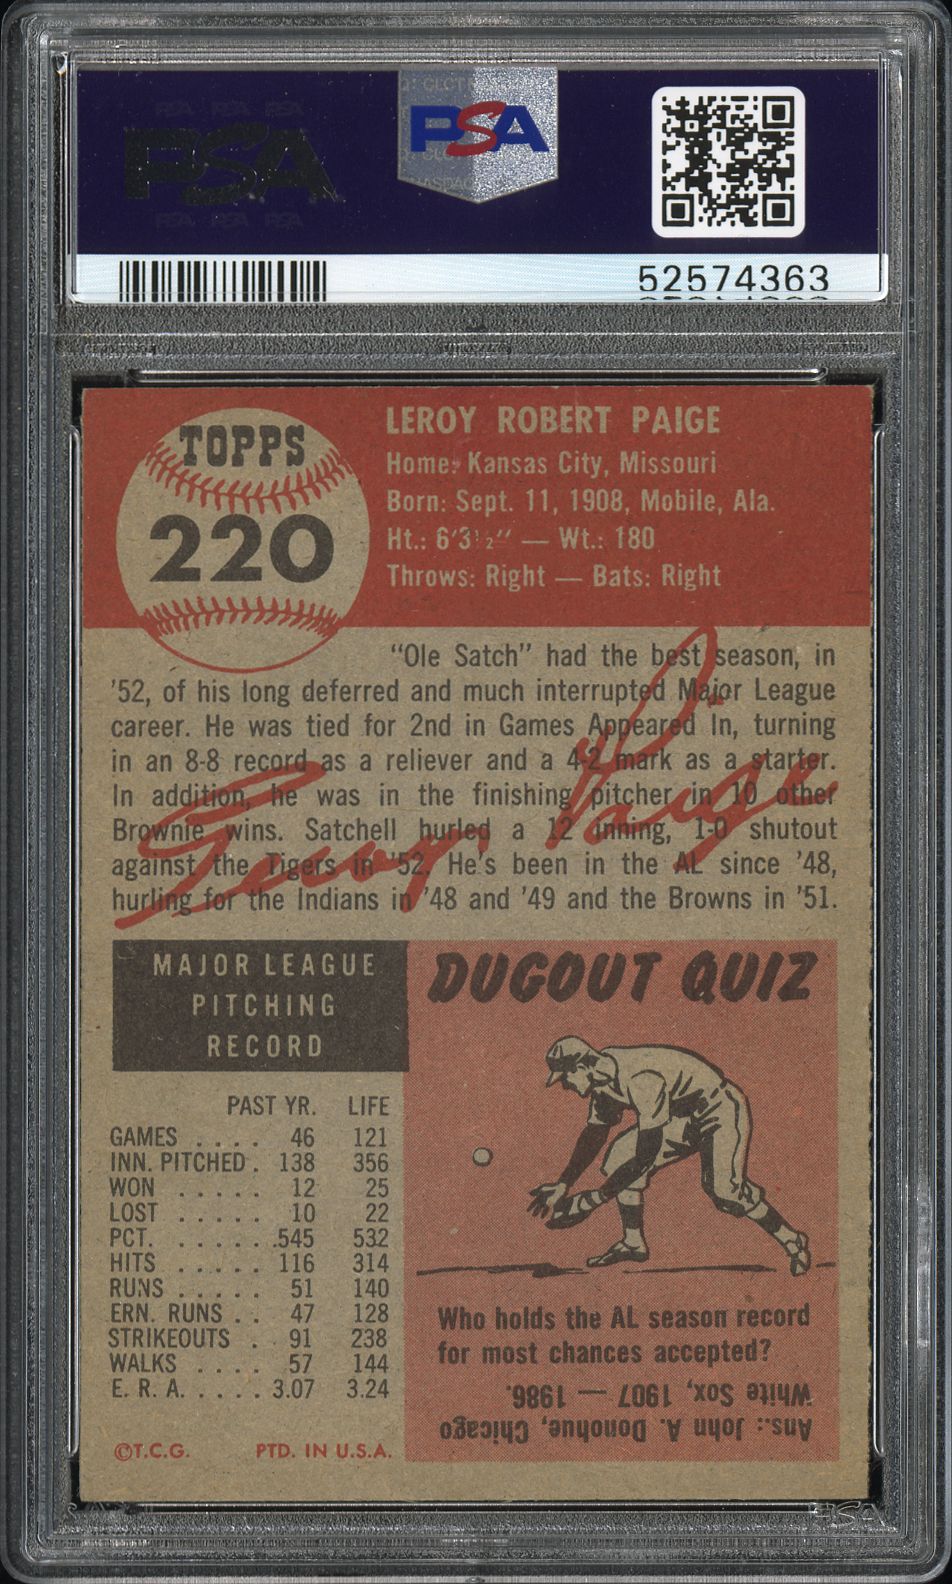 PSA
PSA
52574363
TOPPS
220
LEROY ROBERT PAIGE
Home: Kansas City, Missouri
Born: Sept. 11, 1908, Mobile, Ala.
Ht.: 6'3½" — Wt.: 180
Throws: Right — Bats: Right
"Ole Satch" had the best season, in
'52, of his long deferred and much interrupted Major League
career. He was tied for 2nd in Games Appeared In, turning
in an 8-8 record as a reliever and a 4-2 mark as a starter.
In addition, he was in the finishing pitcher in 10 other
Brownie wins. Satchell hurled a 12 inning, 1-0 shutout
against the Tigers in '52. He's been in the AL since '48,
hurling for the Indians in '48 and '49 and the Browns in '51.
Leroy Paige
MAJOR LEAGUE
PITCHING
RECORD
PAST YR. LIFE
GAMES .... 46 121
INN. PITCHED . 138 356
WON ..... 12 25
LOST ..... 10 22
PCT. ...... .545 532
HITS ..... 116 314
RUNS ..... 51 140
ERN. RUNS .. 47 128
STRIKEOUTS .. 91 238
WALKS .... 57 144
E. R. A. .... 3.07 3.24
©T.C.G. PTD. IN U.S.A.
DUGOUT QUIZ
Who holds the AL season record
for most chances accepted?
Ans.: John A. Donohue, Chicago
White Sox, 1907 — 1986.